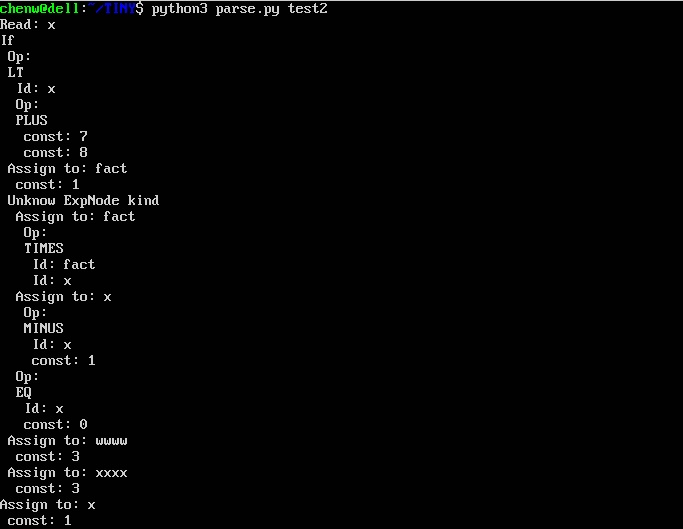 chenw@dell:~/TINY$ python3 parse.py test2
Read: x
If
 Op:
 LT
  Id: x
  Op:
  PLUS
   const: 7
   const: 8
 Assign to: fact
  const: 1
 Unknow ExpNode kind
  Assign to: fact
   Op:
   TIMES
    Id: fact
    Id: x
  Assign to: x
   Op:
   MINUS
    Id: x
    const: 1
  Op:
  EQ
   Id: x
   const: 0
 Assign to: wwww
  const: 3
 Assign to: xxxx
  const: 3
Assign to: x
 const: 1